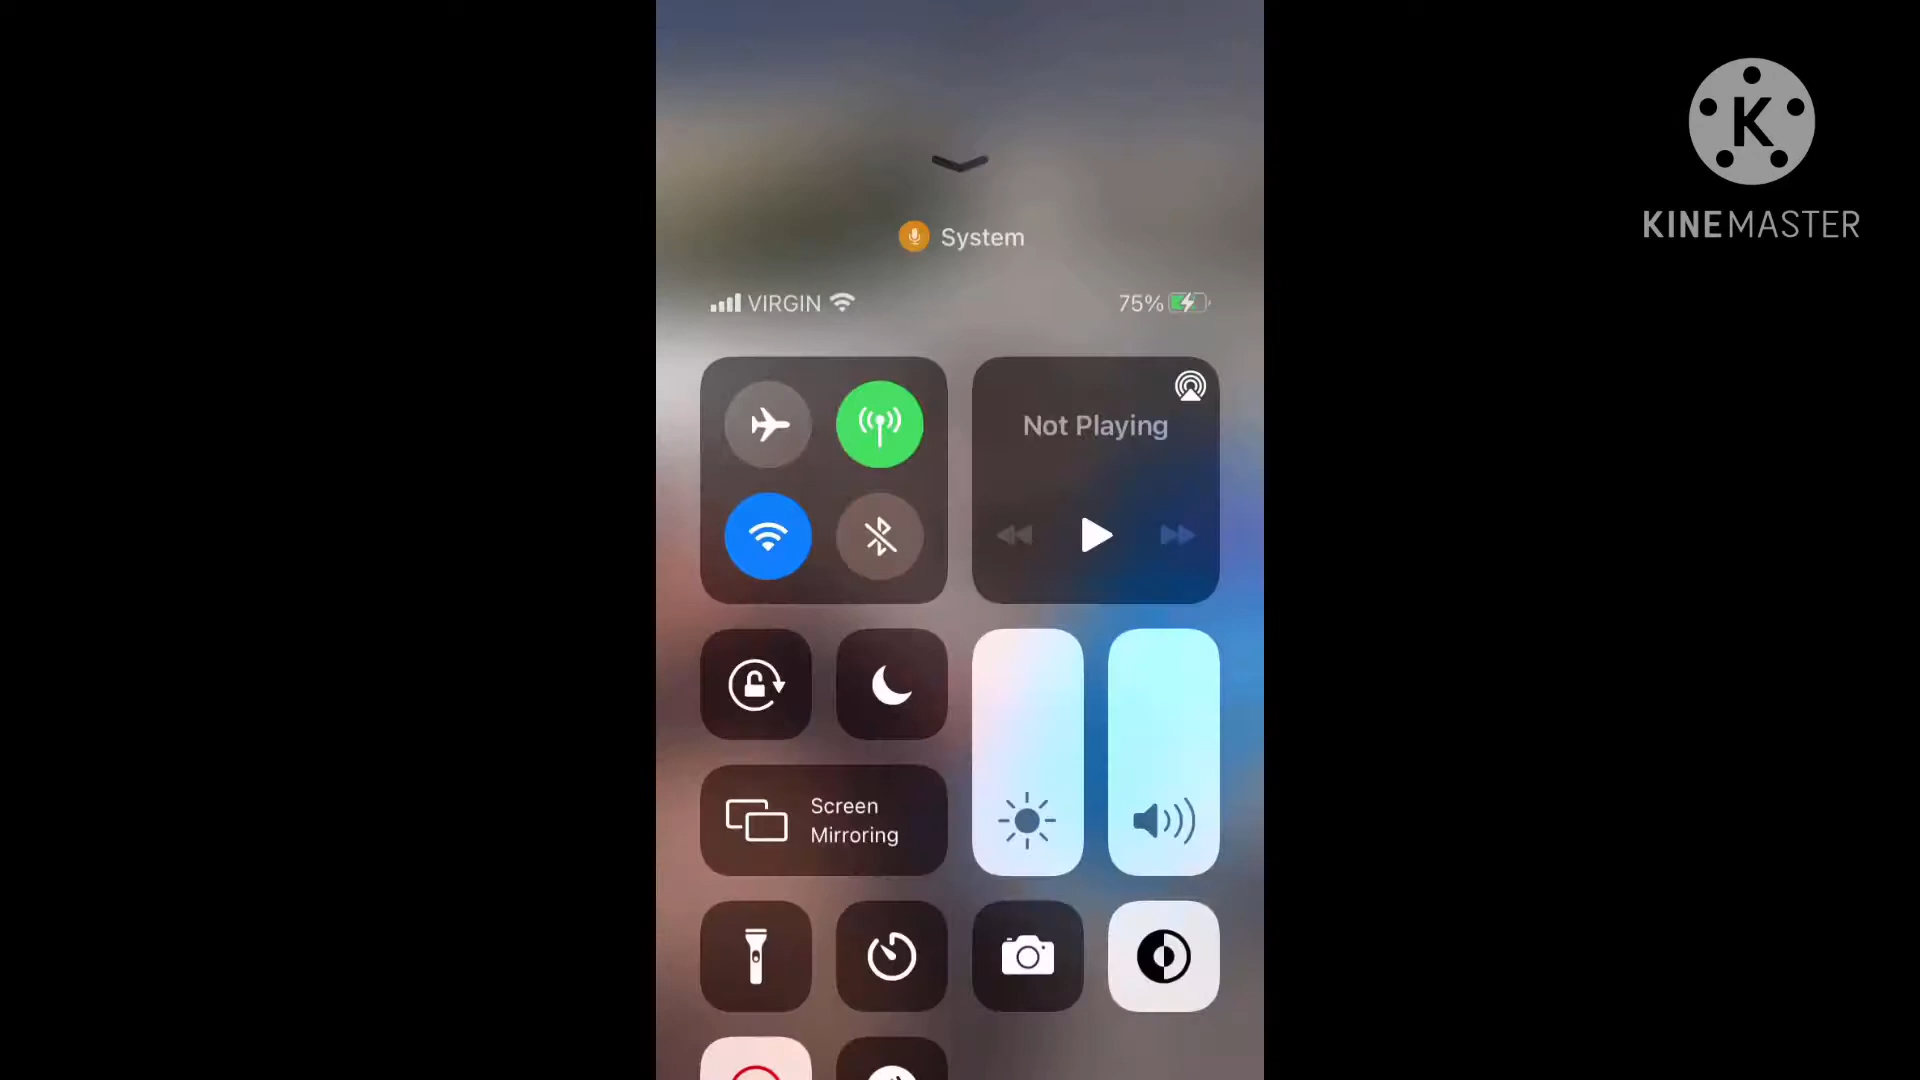 System
VIRGIN
75%
Not Playing
Screen
Mirroring
K
KINEMASTER